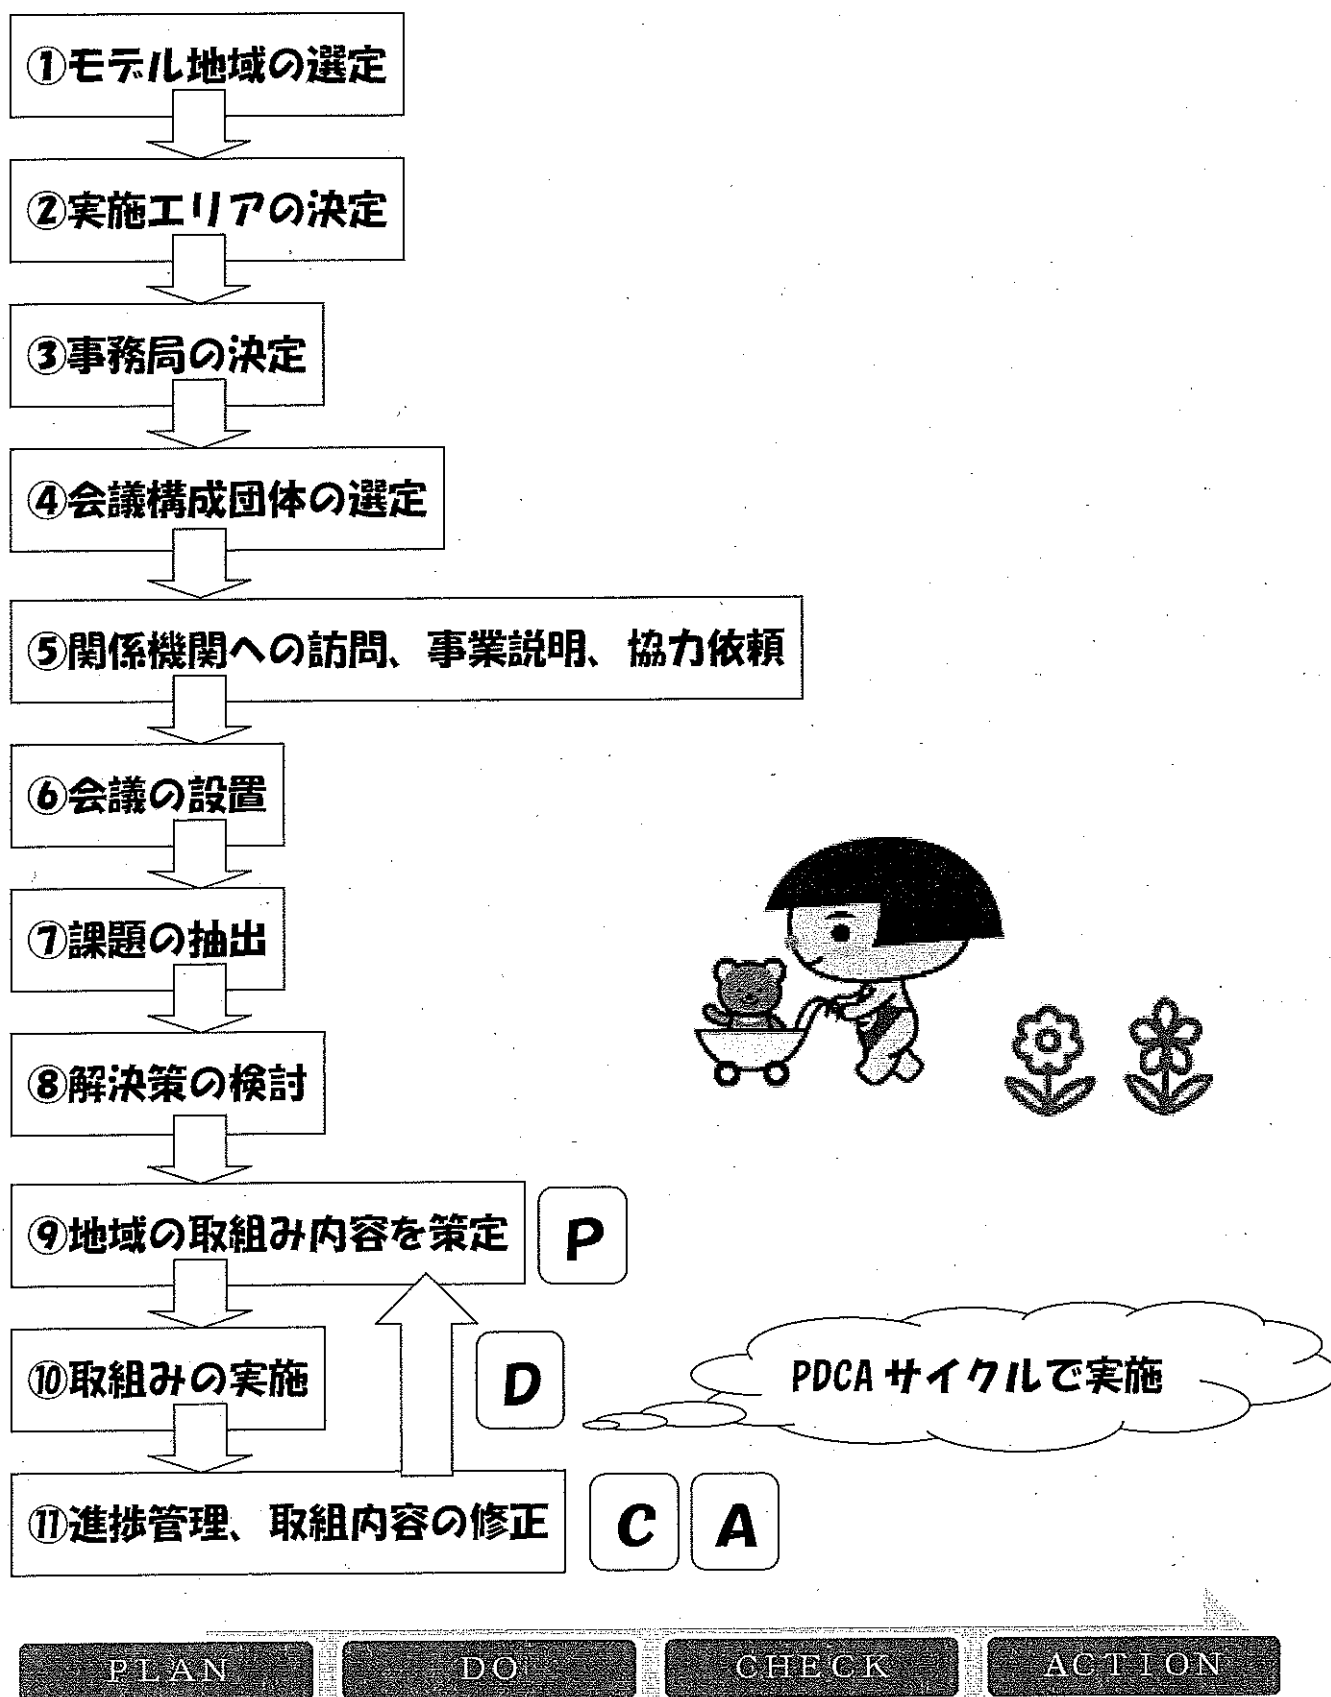 ①モデル地域の選定
②実施エリアの決定
③事務局の決定
④会議構成団体の選定
⑤関係機関への訪問、事業説明、協力依頼
⑥会議の設置
⑦課題の抽出
⑧解決策の検討
⑨地域の取組み内容を策定
P
⑩取組みの実施
D
PDCAサイクルで実施
⑪進捗管理、取組内容の修正
C
A
PLAN
DO
CHECK
ACTION